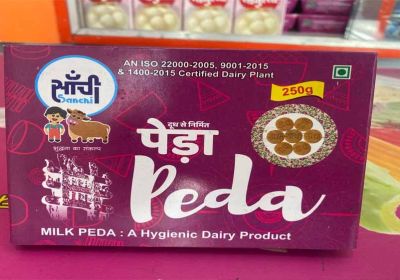 साँची
Sanchi
AN ISO 22000-2005, 9001-2015
& 1400-2015 Certified Dairy Plant
250g
शुद्धता का संकल्प
दूध से निर्मित
पेड़ा
Peda
MILK PEDA : A Hygienic Dairy Product